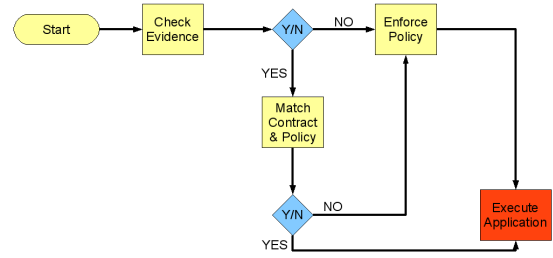 Start
Check
Evidence
Y/N
NO
Enforce
Policy
YES
Match
Contract
& Policy
Y/N
NO
Execute
Application
YES